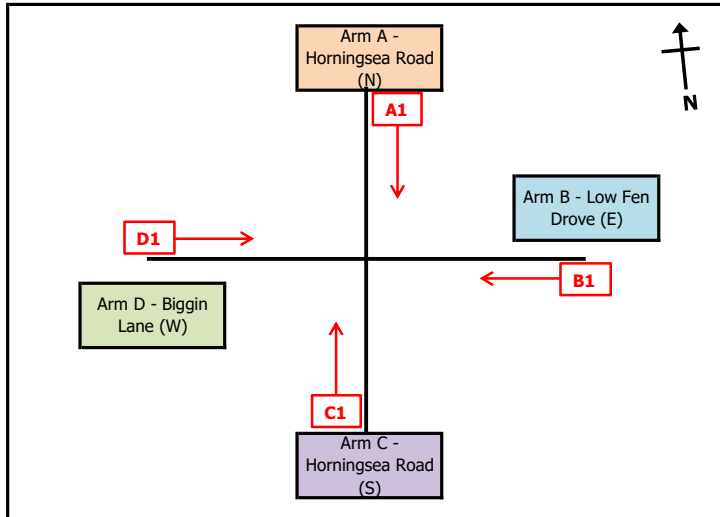 Arm A -
Horningsea Road
(N)
A1
N
Arm B - Low Fen
Drove (E)
D1
B1
Arm D - Biggin
Lane (W)
C1
Arm C -
Horningsea Road
(S)